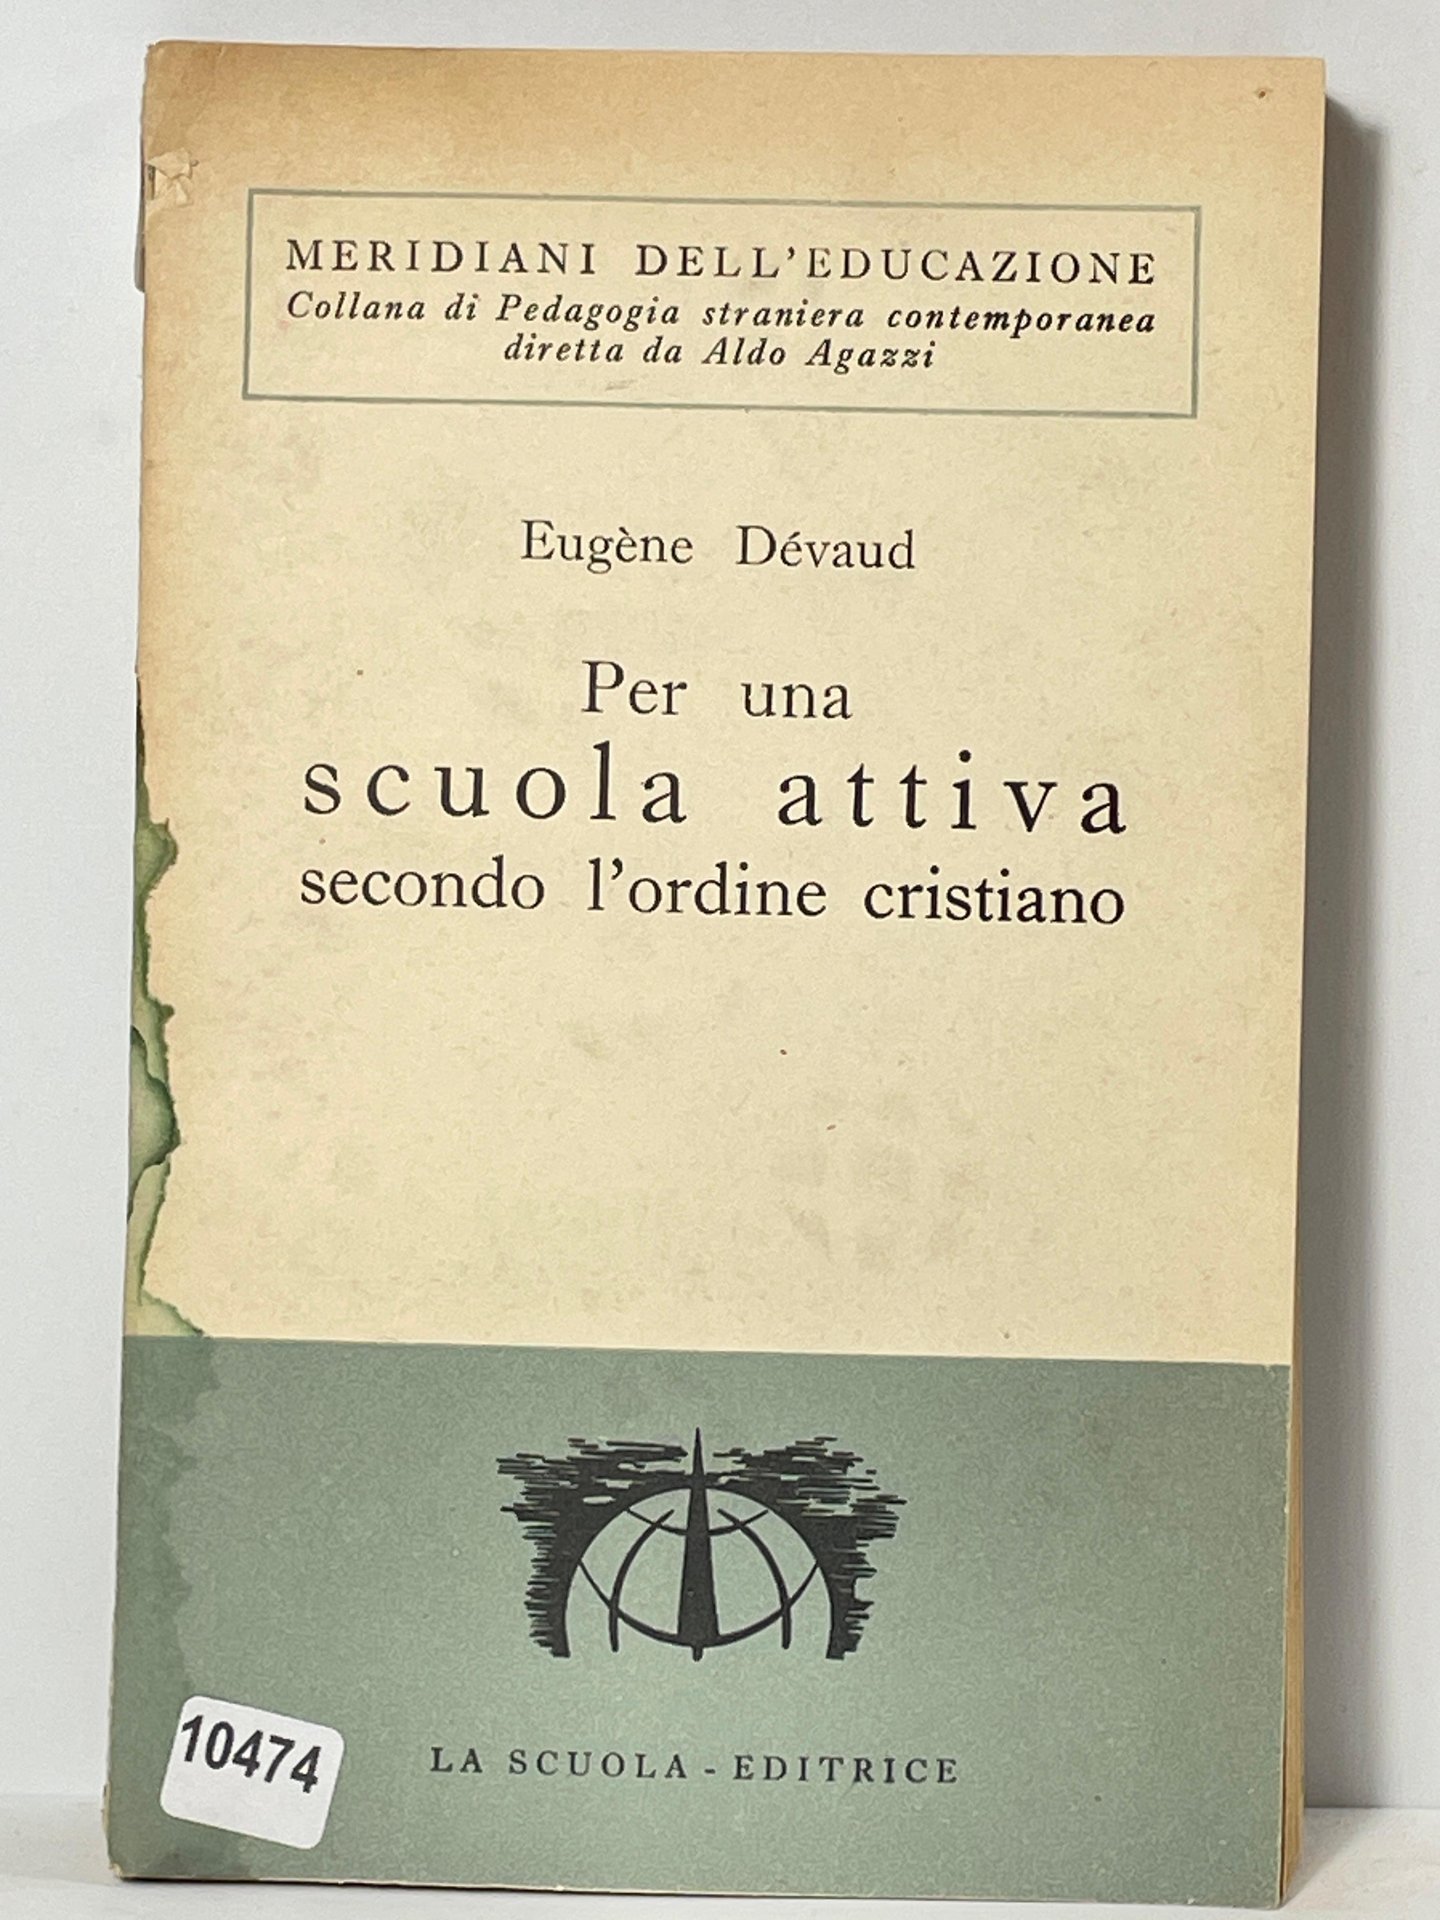 MERIDIANI DELL'EDUCAZIONE
Collana di Pedagogia straniera contemporanea
diretta da Aldo Agazzi
Eugène Dévaud
Per una
scuola attiva
secondo l'ordine cristiano
10474
LA SCUOLA - EDITRICE